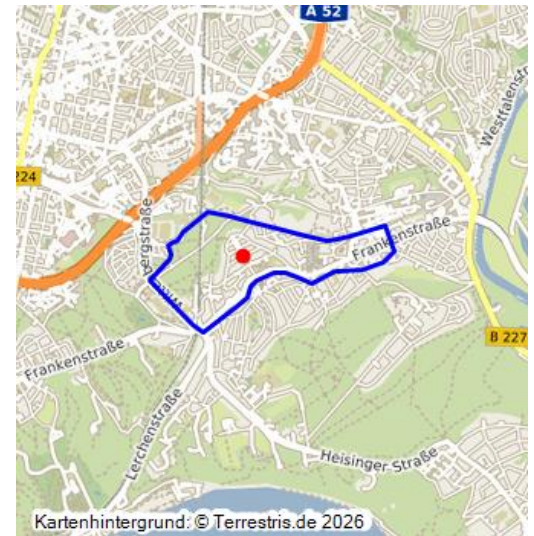 A 52
Westfalenstr
224
bergstraße
Frankenstraße
B 227
Frankenstraße
Lerchenstraße
Heisinger Straße
Kartenhintergrund: © Terrestris.de 2026